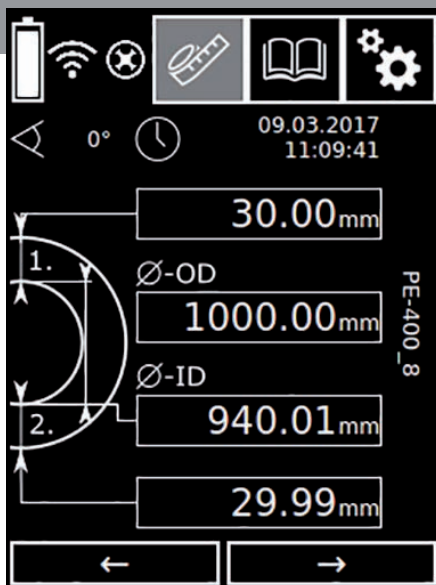 0°
09.03.2017
11:09:41
30.00mm
1.
Ø-OD
1000.00mm
Ø-ID
940.01mm
2.
29.99mm
PE-400_8
← →